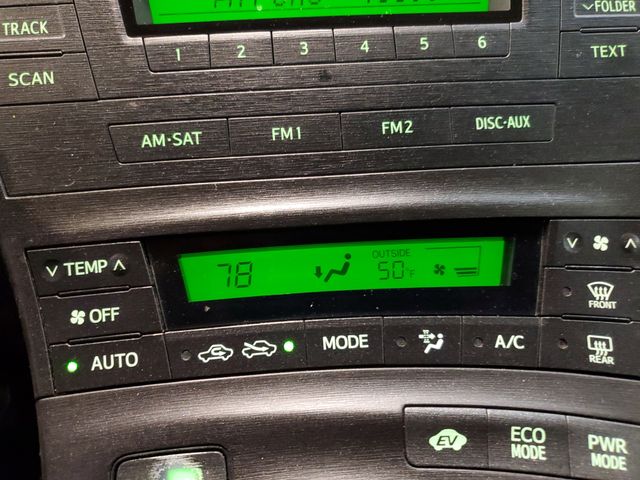 FOLDER
TRACK
1 2 3 4 5 6
TEXT
SCAN
AM·SAT FM1 FM2 DISC·AUX
TEMP
OUTSIDE
78 50°F
OFF
FRONT
AUTO MODE A/C
REAR
EV ECO MODE PWR MODE